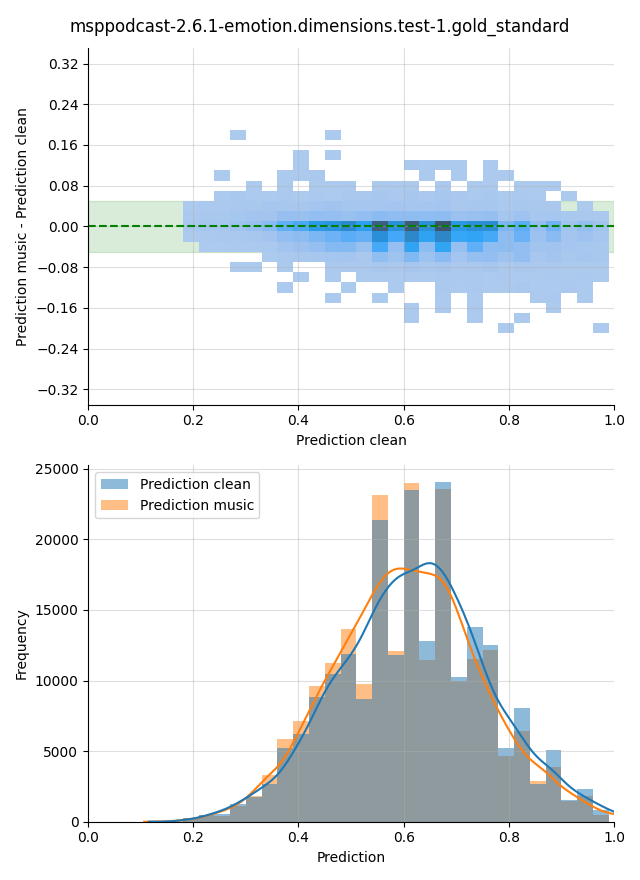 msppodcast-2.6.1-emotion.dimensions.test-1.gold_standard
Prediction music - Prediction clean
0.32
0.24
0.16
0.08
0.00
−0.08
−0.16
−0.24
−0.32
0.0 0.2 0.4 0.6 0.8 1.0
Prediction clean
Frequency
25000
20000
15000
10000
5000
0
Prediction clean
Prediction music
0.0 0.2 0.4 0.6 0.8 1.0
Prediction